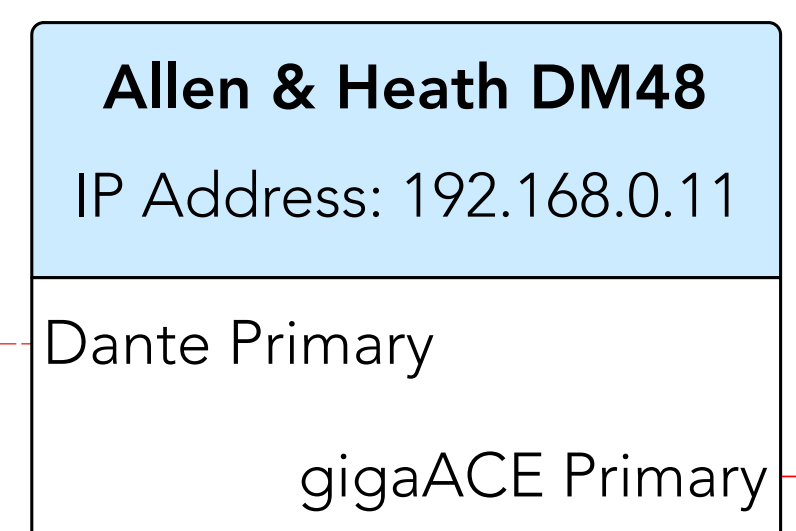 Allen & Heath DM48
IP Address: 192.168.0.11
Dante Primary
gigaACE Primary